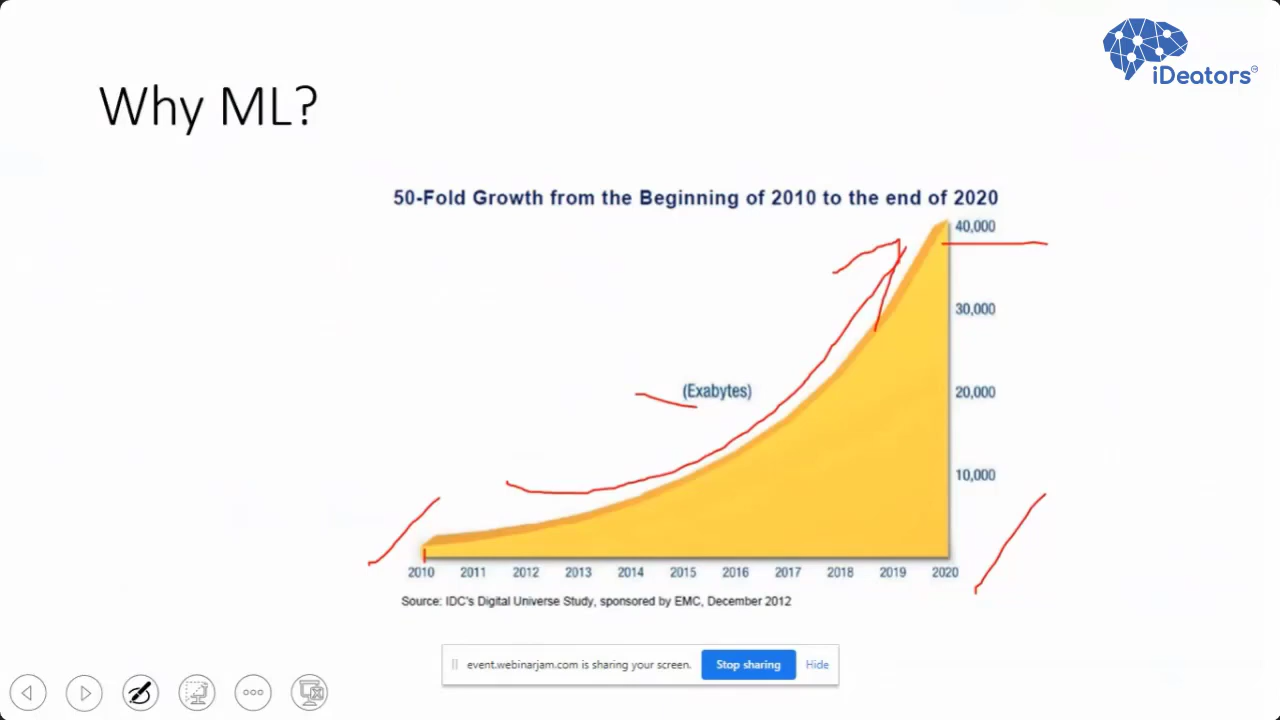 iDeators
Why ML?
50-Fold Growth from the Beginning of 2010 to the end of 2020
40,000
30,000
(Exabytes)
20,000
10,000
2010 2011 2012 2013 2014 2015 2016 2017 2018 2019 2020
Source: IDC's Digital Universe Study, sponsored by EMC, December 2012
event.webinarjam.com is sharing your screen. Stop sharing Hide